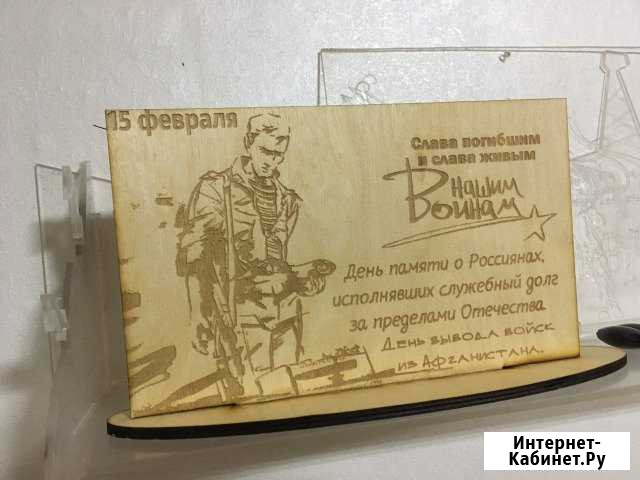 15 февраля
Слава погибшим
и слава живым
Нашим
Воинам
День памяти о Россиянах,
исполнявших служебный долг
за пределами Отечества
День вывода войск
из Афганистана.
Интернет-
Кабинет.Ру